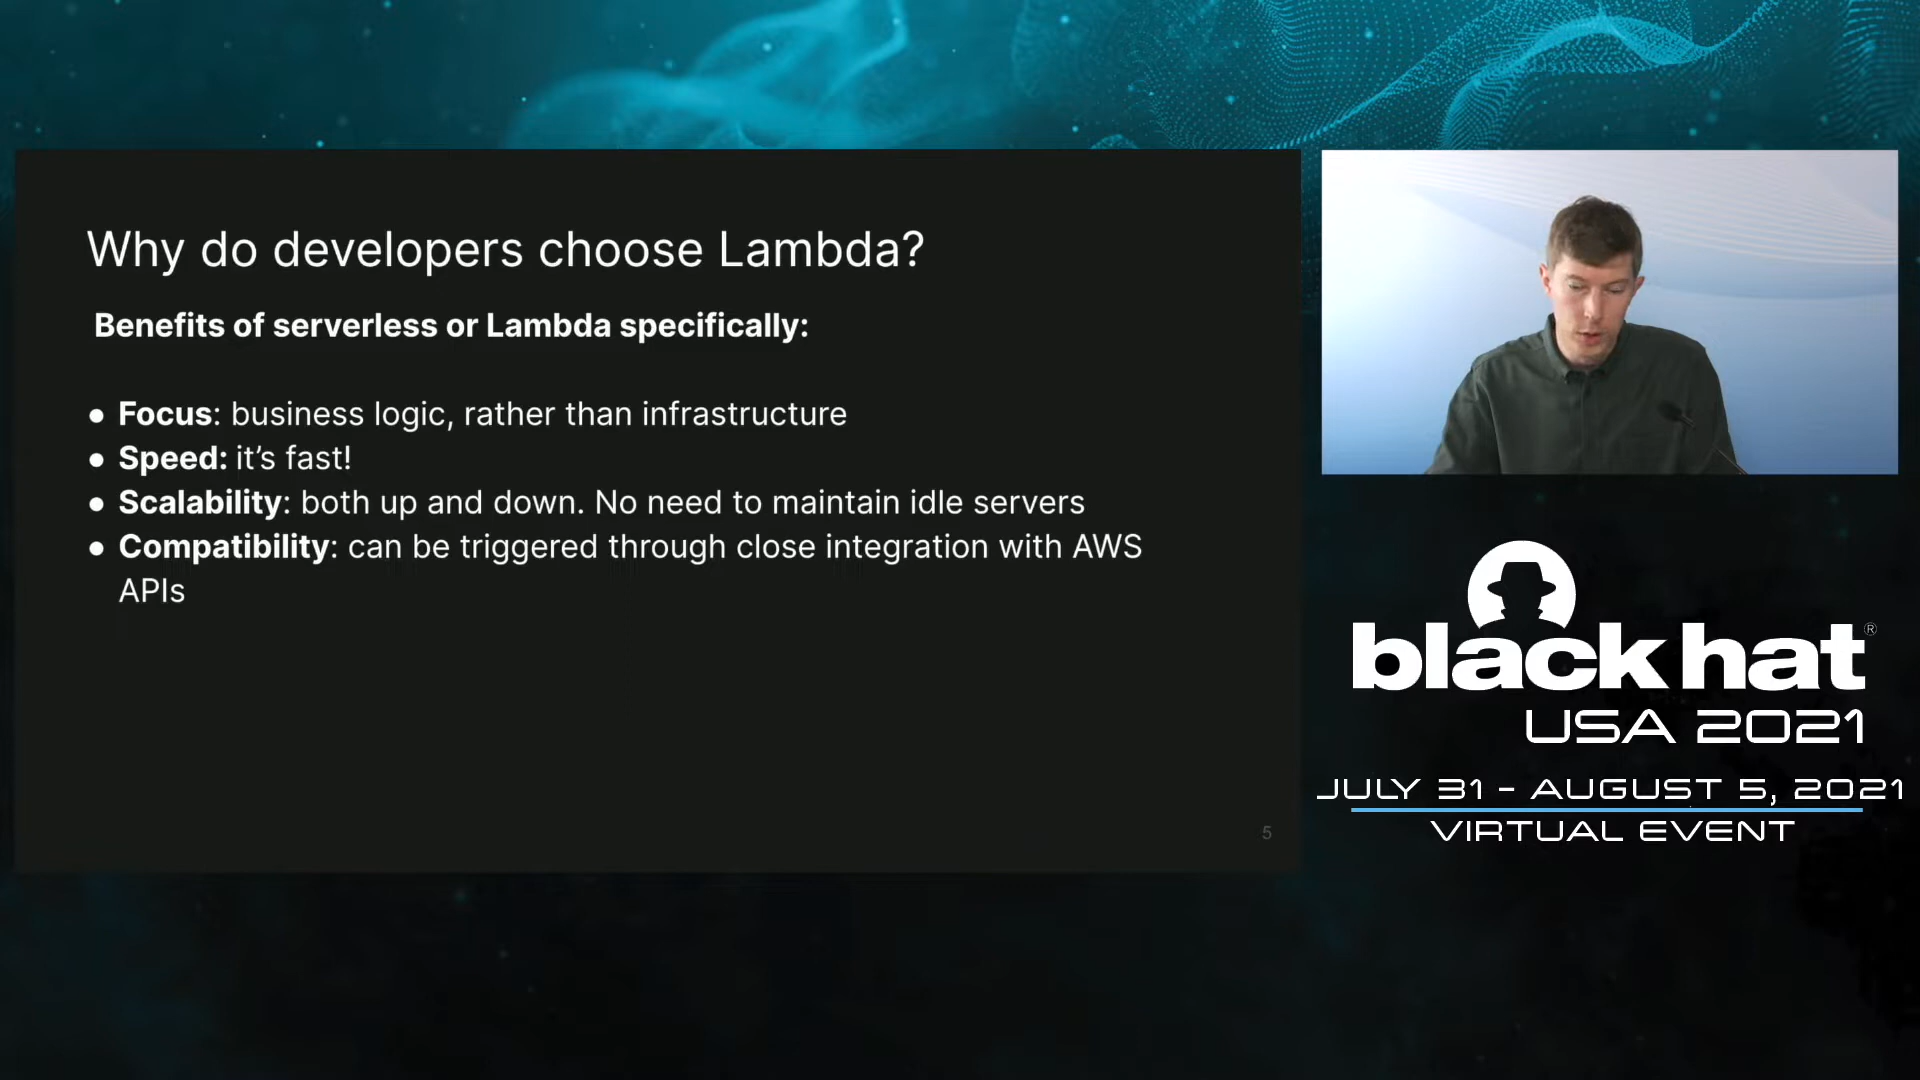 Why do developers choose Lambda?
Benefits of serverless or Lambda specifically:
● Focus: business logic, rather than infrastructure
● Speed: it’s fast!
● Scalability: both up and down. No need to maintain idle servers
● Compatibility: can be triggered through close integration with AWS
APIs
5
black hat®
USA 2021
JULY 31 - AUGUST 5, 2021
VIRTUAL EVENT